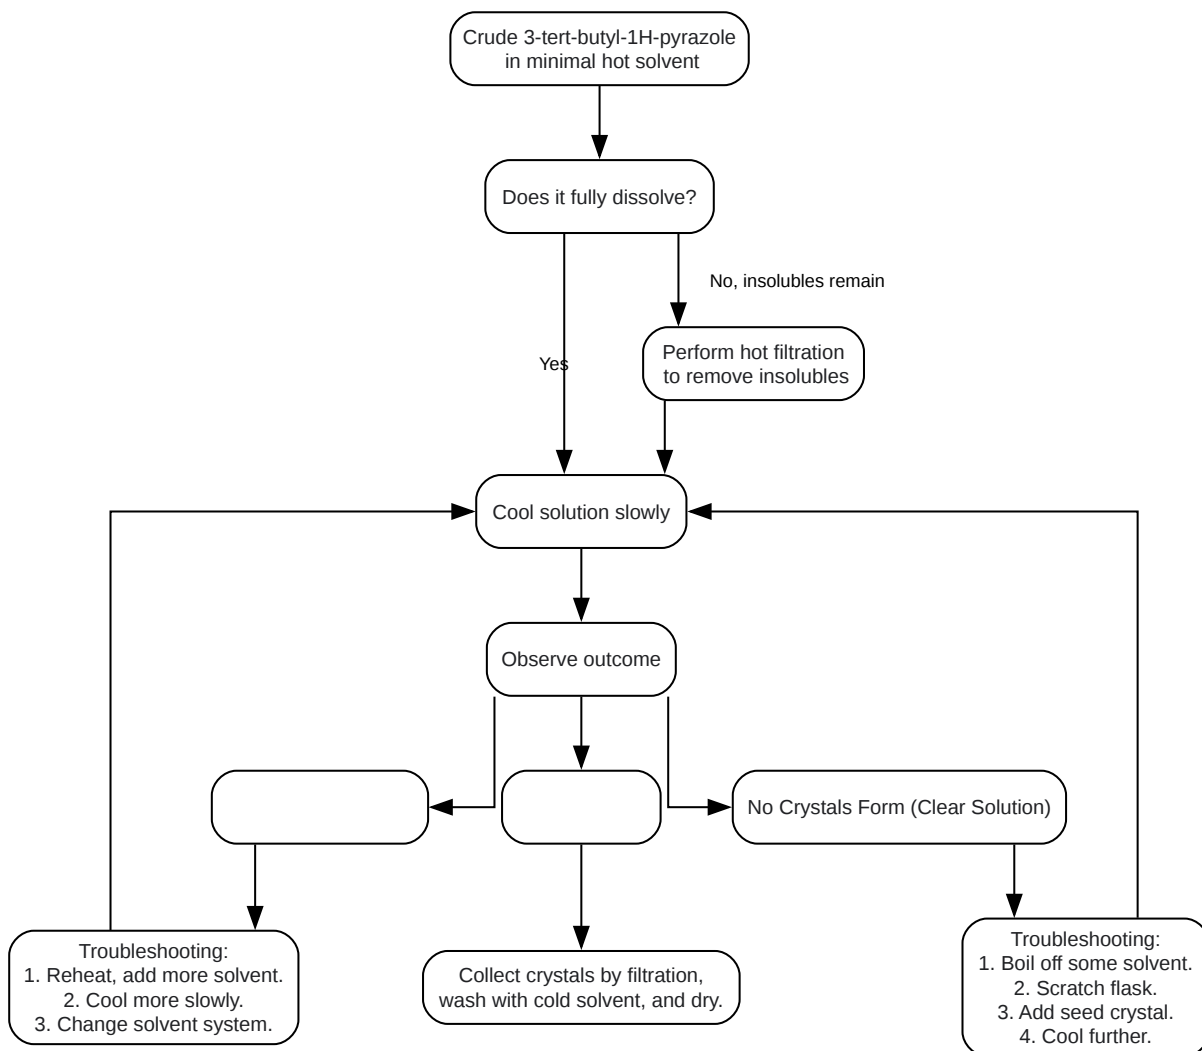 Crude 3-tert-butyl-1H-pyrazole
in minimal hot solvent
Does it fully dissolve?
No, insolubles remain
Yes
Perform hot filtration
to remove insolubles
Cool solution slowly
Observe outcome
No Crystals Form (Clear Solution)
Troubleshooting:
1. Reheat, add more solvent.
2. Cool more slowly.
3. Change solvent system.
Collect crystals by filtration,
wash with cold solvent, and dry.
Troubleshooting:
1. Boil off some solvent.
2. Scratch flask.
3. Add seed crystal.
4. Cool further.